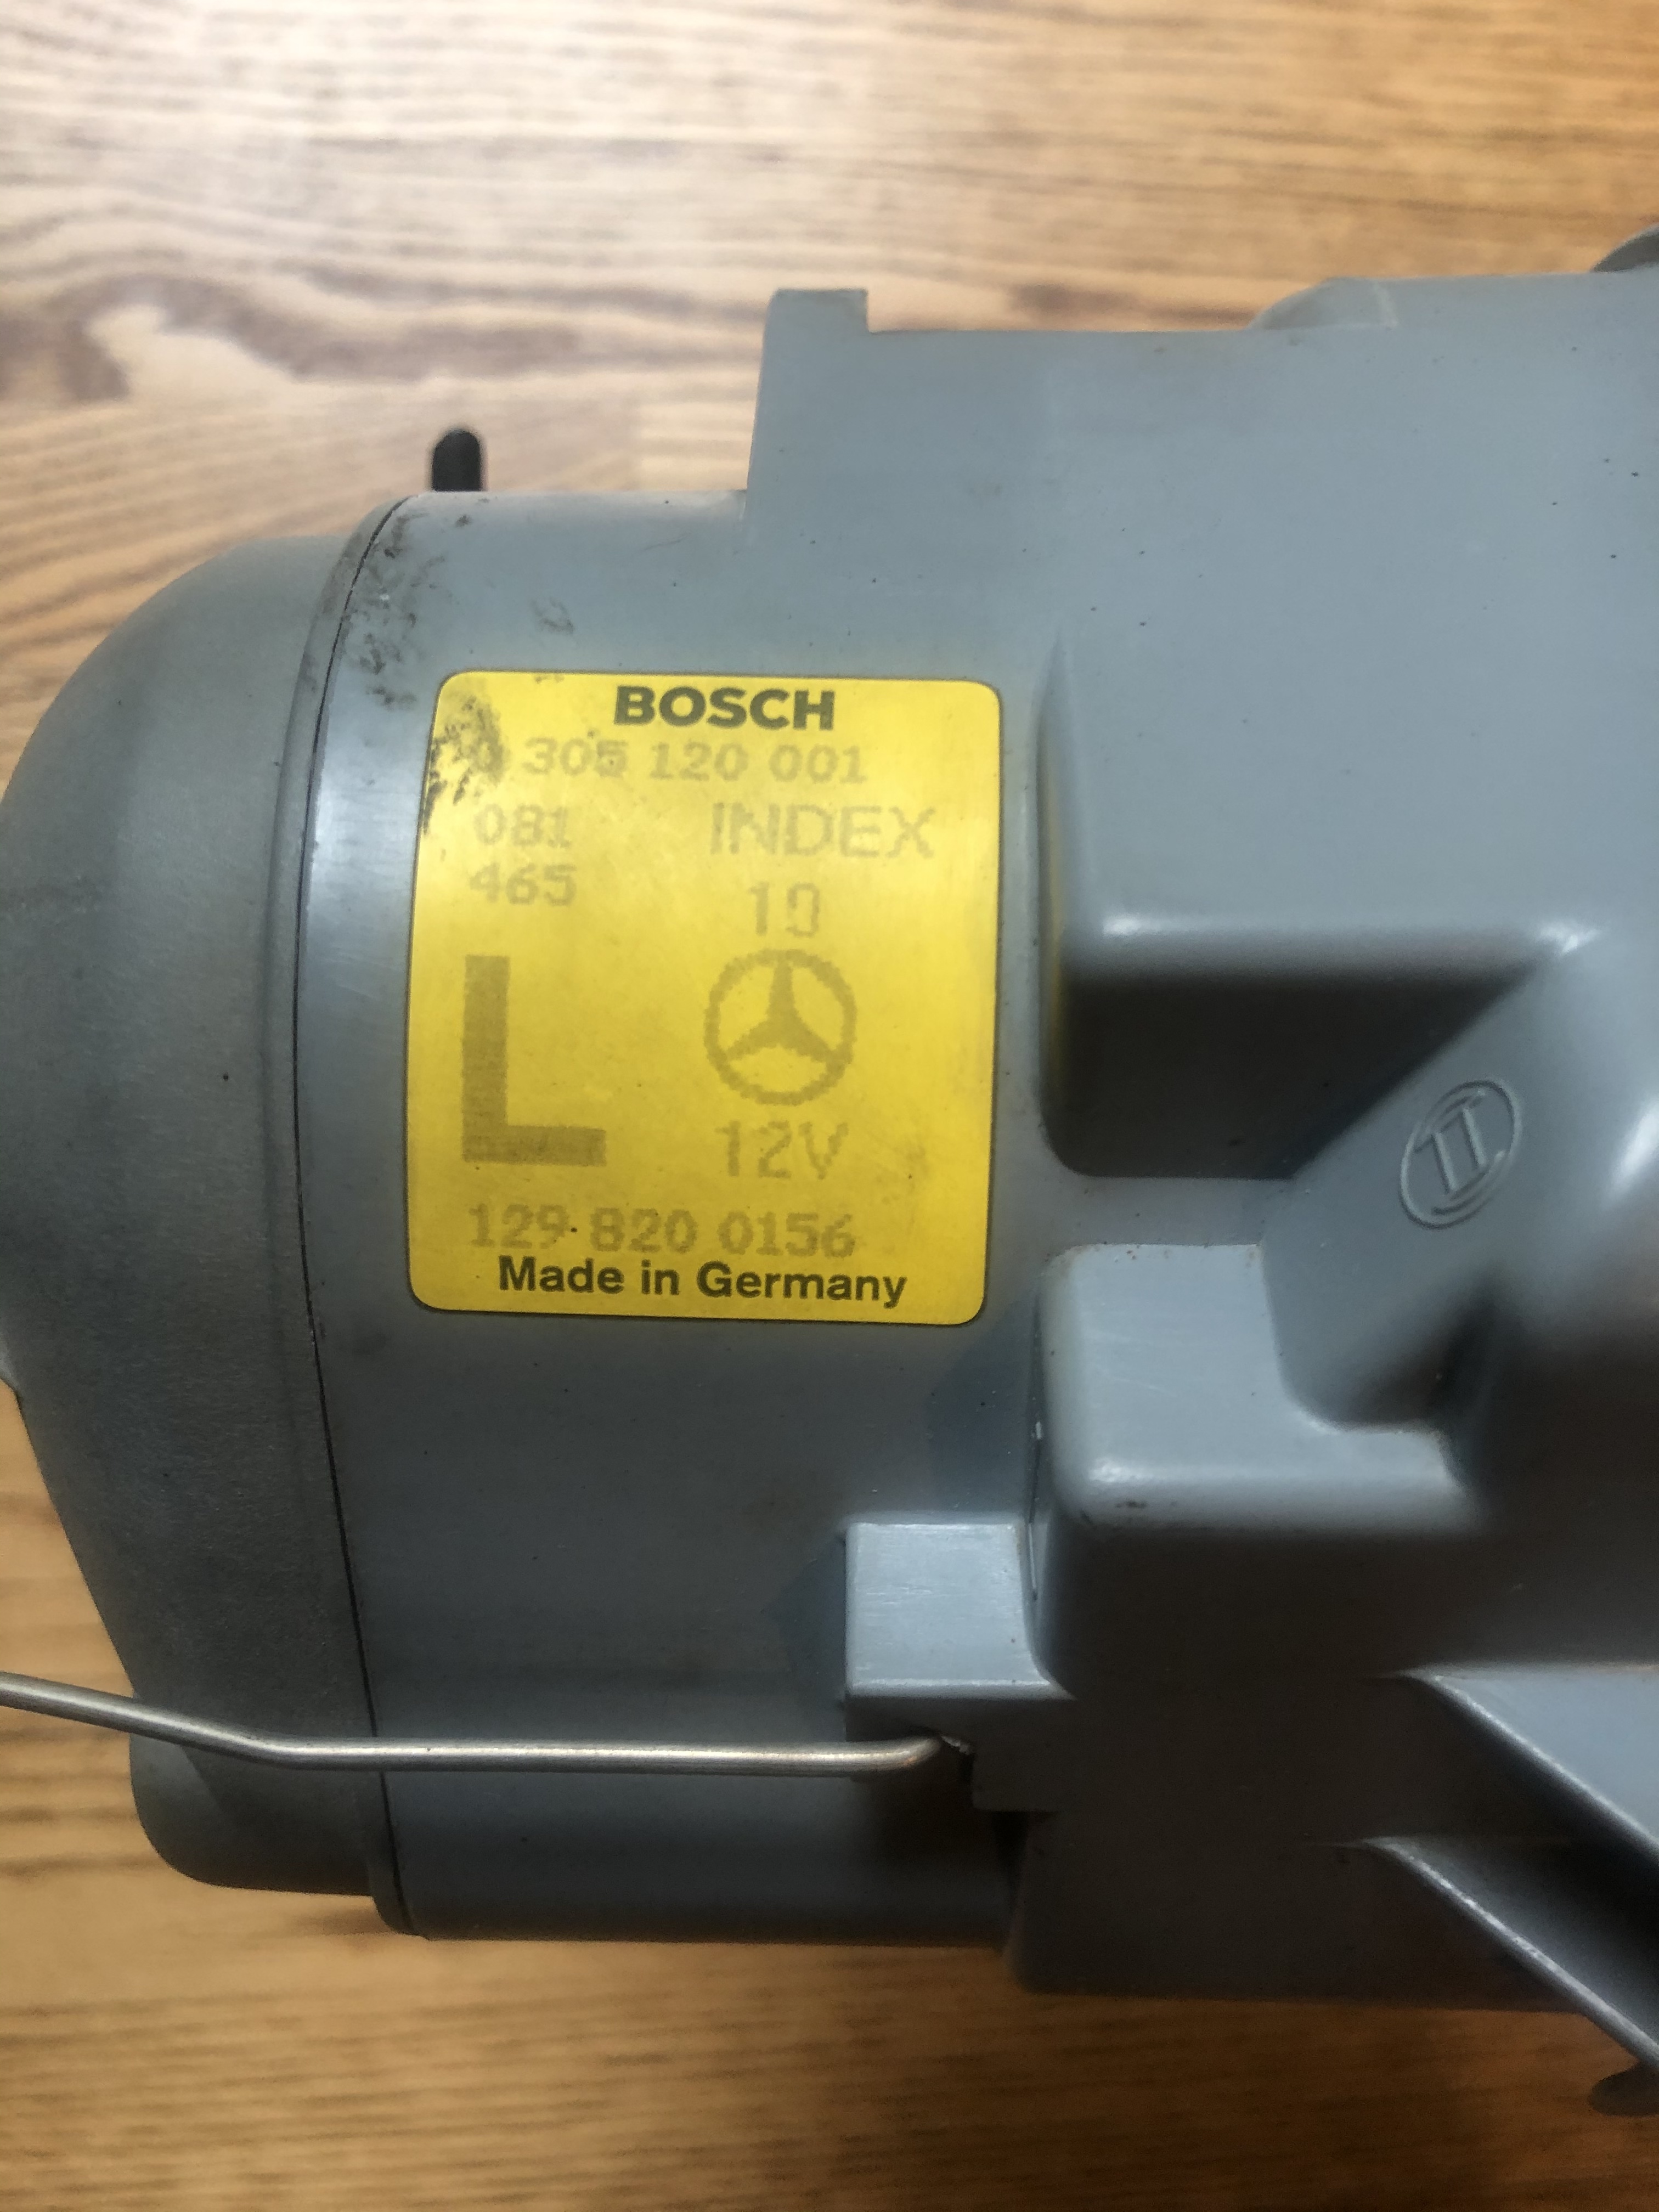 BOSCH
0 305 120 001
081 INDEX
465 10
L
12V
129 820 0156
Made in Germany